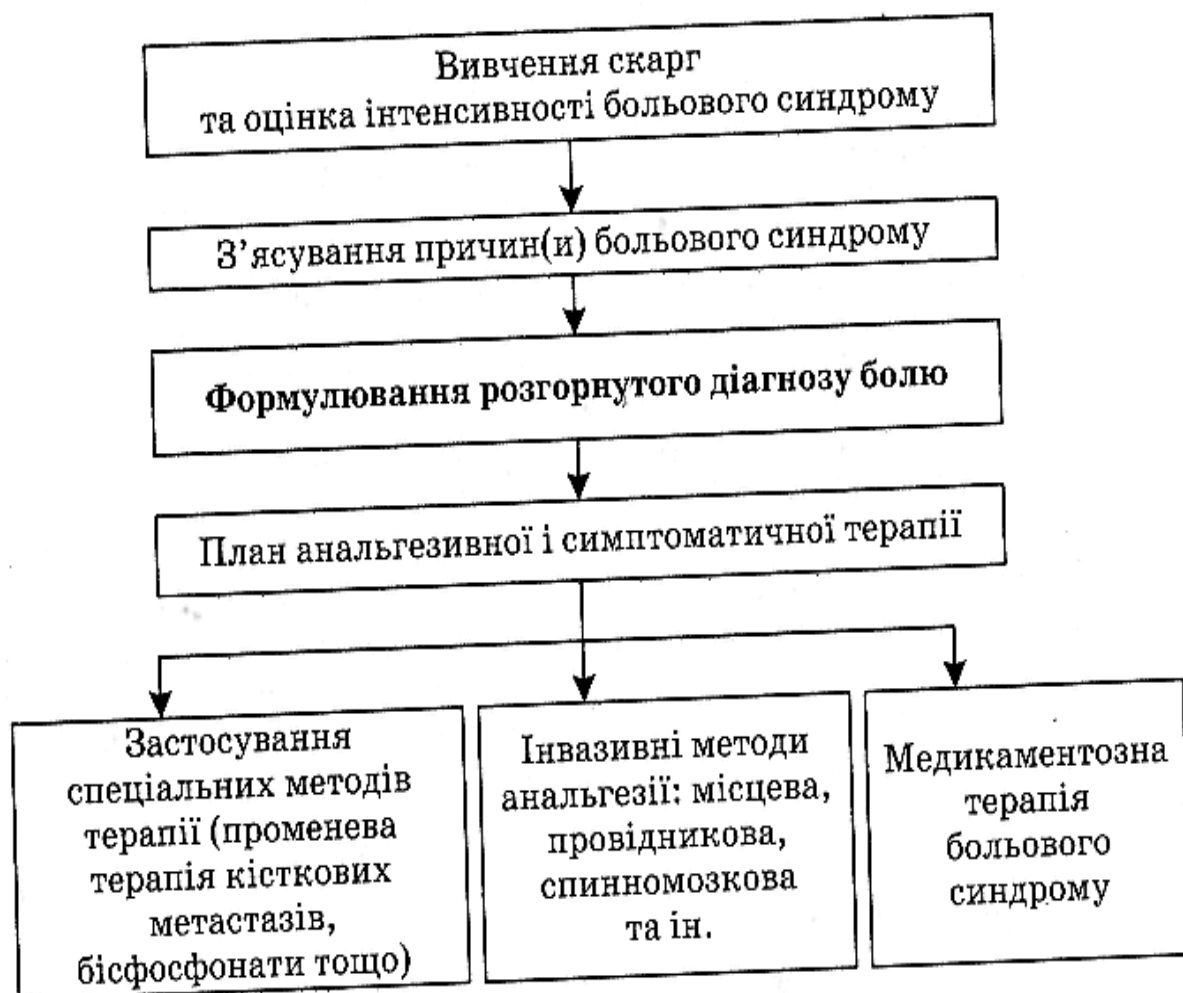 Вивчення скарг
та оцінка інтенсивності больового синдрому
З’ясування причин(и) больового синдрому
Формулювання розгорнутого діагнозу болю
План анальгезивної і симптоматичної терапії
Застосування
спеціальних методів
терапії (променева
терапія кісткових
метастазів,
бісфосфонати тощо)
Інвазивні методи
анальгезії: місцева,
провідникова,
спинномозкова
та ін.
Медикаментозна
терапія
больового
синдрому